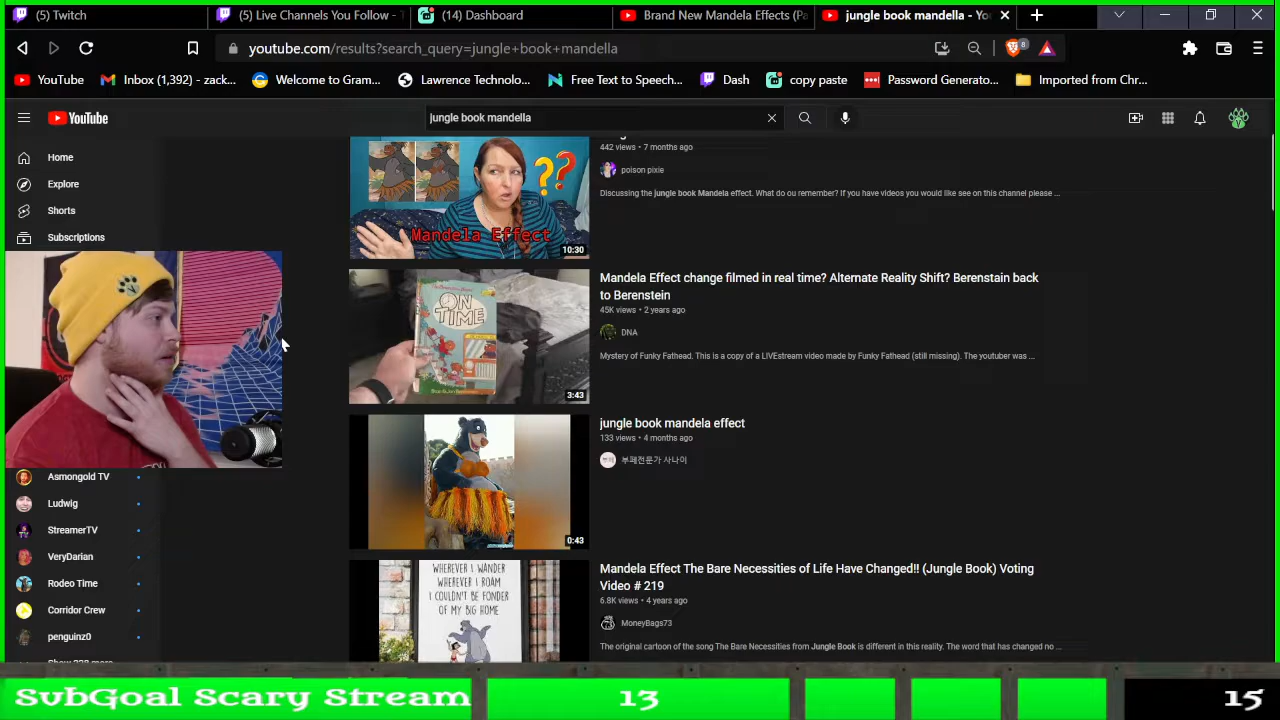 (5) Twitch
(5) Live Channels You Follow -
(14) Dashboard
Brand New Mandela Effects (Pa
jungle book mandella - Yo
youtube.com/results?search_query=jungle+book+mandella
8
YouTube
Inbox (1,392) - zack...
Welcome to Gram...
Lawrence Technolo...
Free Text to Speech...
Dash
copy paste
Password Generato...
Imported from Chr...
YouTube
jungle book mandella
Home
Explore
Shorts
Subscriptions
Asmongold TV
Ludwig
StreamerTV
VeryDarian
Rodeo Time
Corridor Crew
penguinz0
442 views • 7 months ago
poison pixie
Discussing the jungle book Mandela effect. What do ou remember? If you have videos you would like see on this channel please ...
??
Mandela Effect
10:30
Mandela Effect change filmed in real time? Alternate Reality Shift? Berenstain back
to Berenstein
45K views • 2 years ago
DNA
Mystery of Funky Fathead. This is a copy of a LIVEstream video made by Funky Fathead (still missing). The youtuber was ...
ON
TIME
3:43
jungle book mandela effect
133 views • 4 months ago
부페전문가 사나이
0:43
Mandela Effect The Bare Necessities of Life Have Changed!! (Jungle Book) Voting
Video # 219
6.8K views • 4 years ago
MoneyBags73
The original cartoon of the song The Bare Necessities from Jungle Book is different in this reality. The word that has changed no ...
WHEREVER I WANDER
WHEREVER I ROAM
I COULDN'T BE FONDER
OF MY BIG HOME
SubGoal Scary Stream
13
15